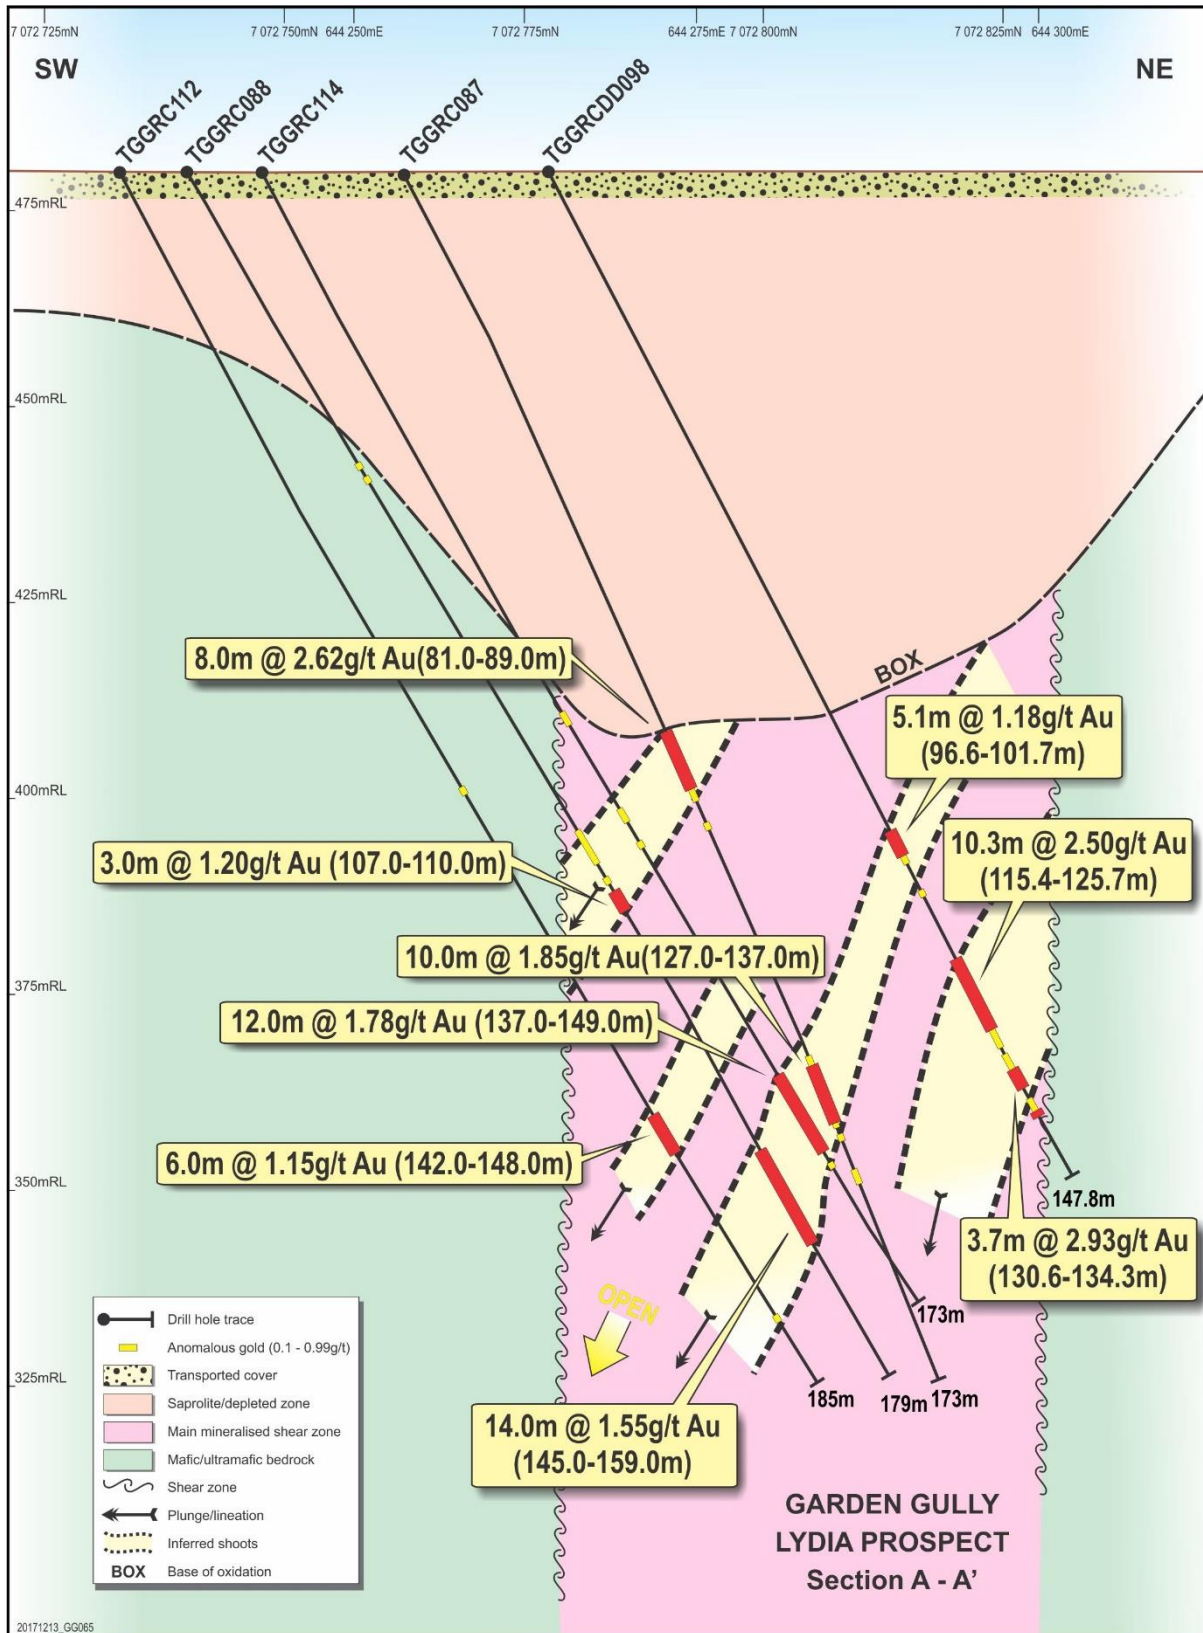 7 072 725mN
7 072 750mN
644 250mE
7 072 775mN
644 275mE
7 072 800mN
7 072 825mN
644 300mE
SW
NE
TGGRC112
TGGRC088
TGGRC114
TGGRC087
TGGRCDD098
475mRL
450mRL
425mRL
400mRL
375mRL
350mRL
325mRL
BOX
8.0m @ 2.62g/t Au(81.0-89.0m)
5.1m @ 1.18g/t Au
(96.6-101.7m)
10.3m @ 2.50g/t Au
(115.4-125.7m)
3.0m @ 1.20g/t Au (107.0-110.0m)
10.0m @ 1.85g/t Au(127.0-137.0m)
12.0m @ 1.78g/t Au (137.0-149.0m)
6.0m @ 1.15g/t Au (142.0-148.0m)
147.8m
3.7m @ 2.93g/t Au
(130.6-134.3m)
OPEN
173m
185m
179m
173m
14.0m @ 1.55g/t Au
(145.0-159.0m)
Drill hole trace
Anomalous gold (0.1 - 0.99g/t)
Transported cover
Saprolite/depleted zone
Main mineralised shear zone
Mafic/ultramafic bedrock
Shear zone
Plunge/lineation
Inferred shoots
BOX Base of oxidation
GARDEN GULLY
LYDIA PROSPECT
Section A - A'
20171213_GG065